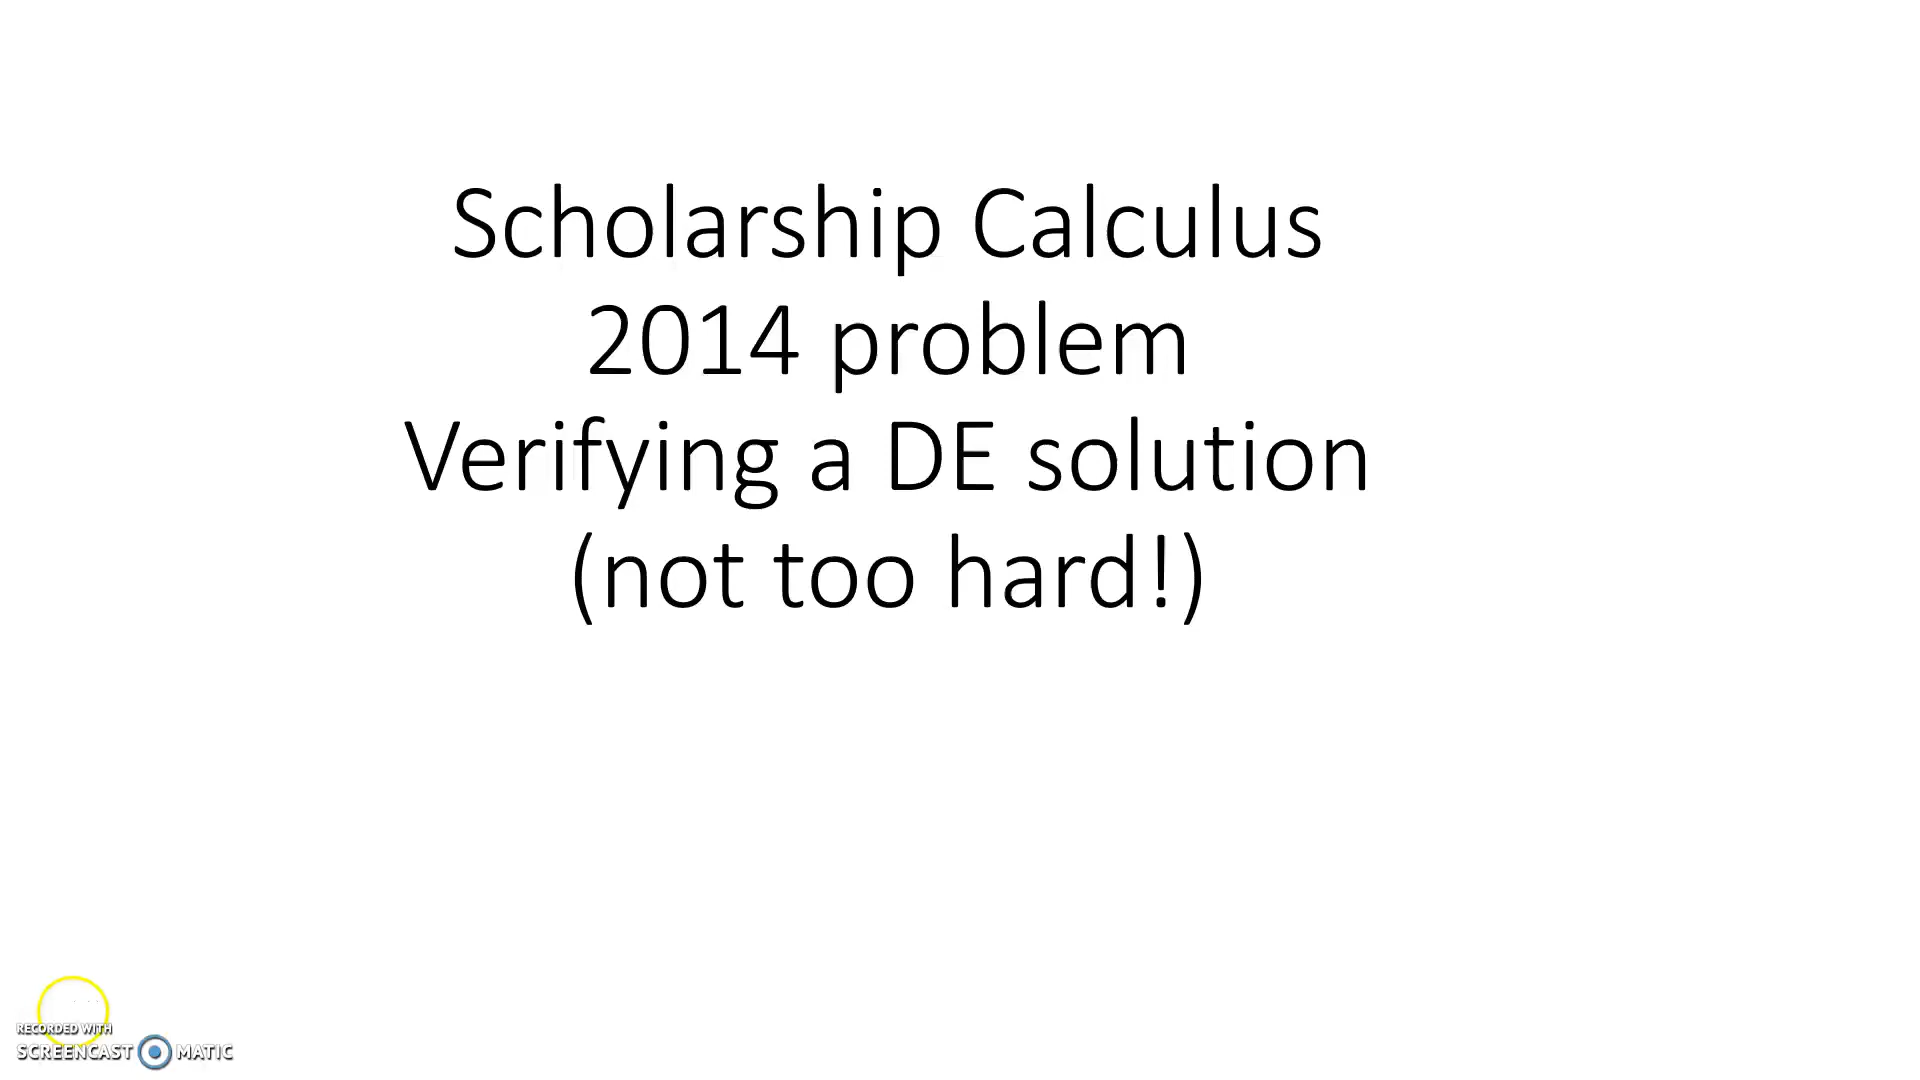 Scholarship Calculus
2014 problem
Verifying a DE solution
(not too hard!)
RECORDED WITH
SCREENCAST MATIC